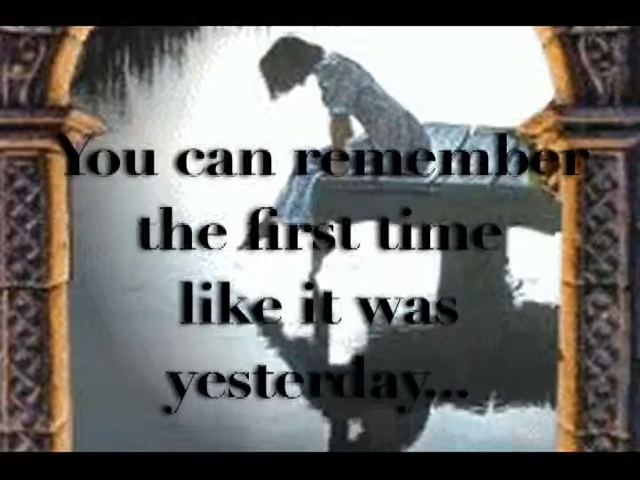 You can remember
the first time
like it was
yesterday...